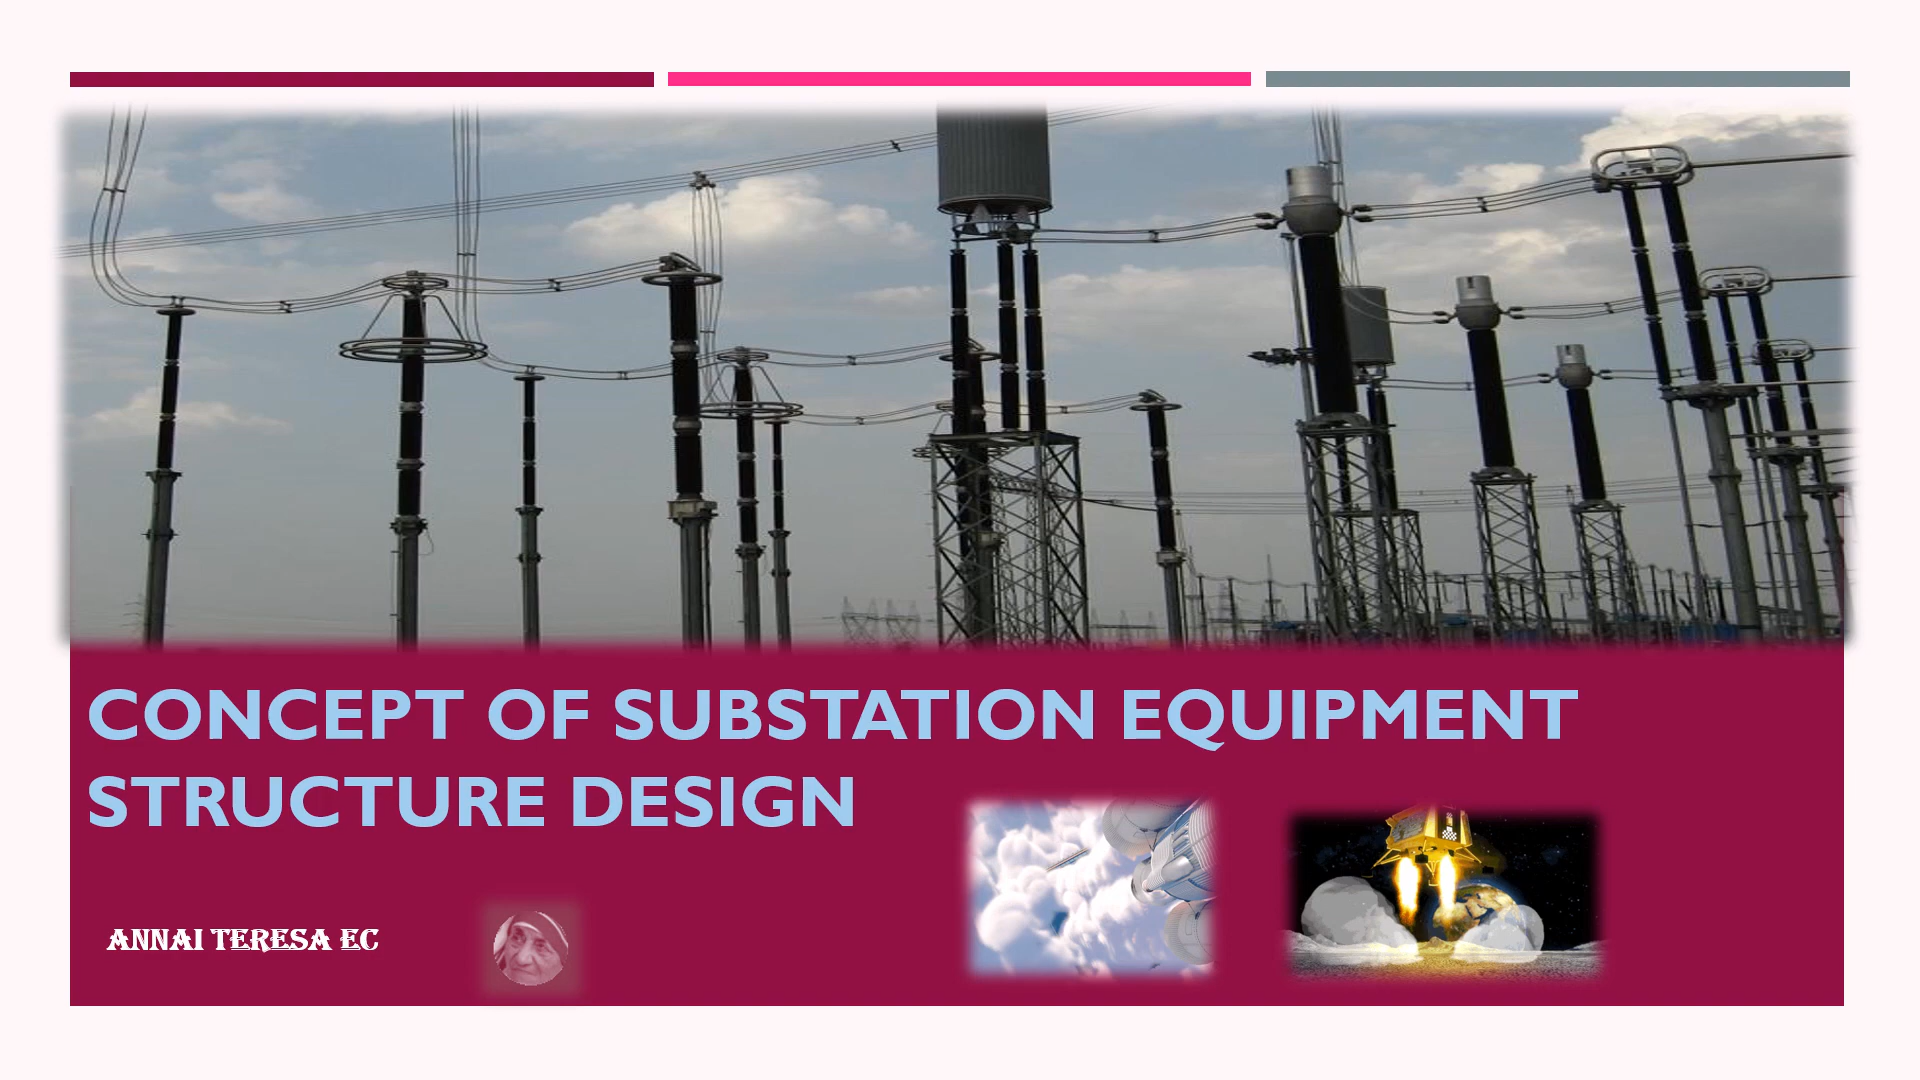 CONCEPT OF SUBSTATION EQUIPMENT
STRUCTURE DESIGN
ANNAI TERESA EC